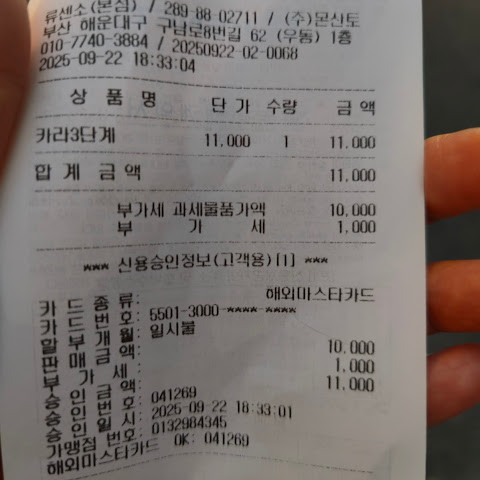 류센소(본점) / 289-88-02711 / (주)몬산토
부산 해운대구 구남로8번길 62 (우동) 1층
010-7740-3884 / 20250922-02-0068
2025-09-22 18:33:04
상 품 명 단 가 수량 금 액
카라3단계 11,000 1 11,000
합 계 금 액 11,000
부가세 과세물품가액 10,000
부 가 세 1,000
*** 신용승인정보(고객용)[1] ***
카 드 종 류: 해외마스타카드
카 드 번 호: 5501-3000-****-****
할 부 개 월: 일시불
판 매 금 액: 10,000
부 가 세 : 1,000
승 인 금 액: 11,000
승 인 번 호: 041269
승 인 일 시: 2025-09-22 18:33:01
가맹점 번호: 0132984345
해외마스타카드 OK: 041269